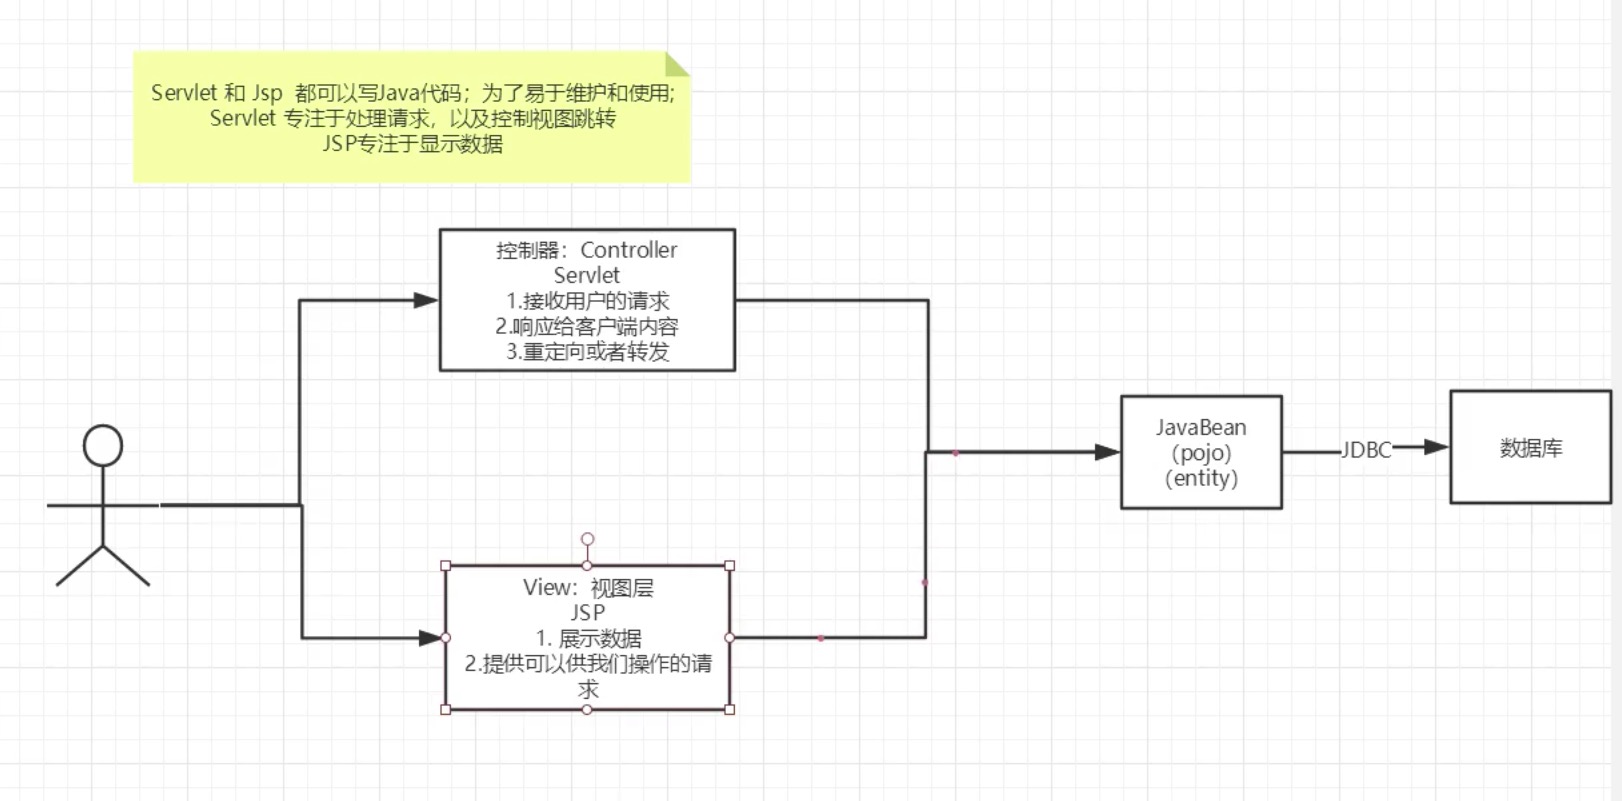 Servlet 和 Jsp 都可以写Java代码；为了易于维护和使用;
Servlet 专注于处理请求，以及控制视图跳转
JSP专注于显示数据
控制器：Controller
Servlet
1.接收用户的请求
2.响应给客户端内容
3.重定向或者转发
JavaBean
（pojo）
（entity）
JDBC
数据库
View：视图层
JSP
1. 展示数据
2.提供可以供我们操作的请
求